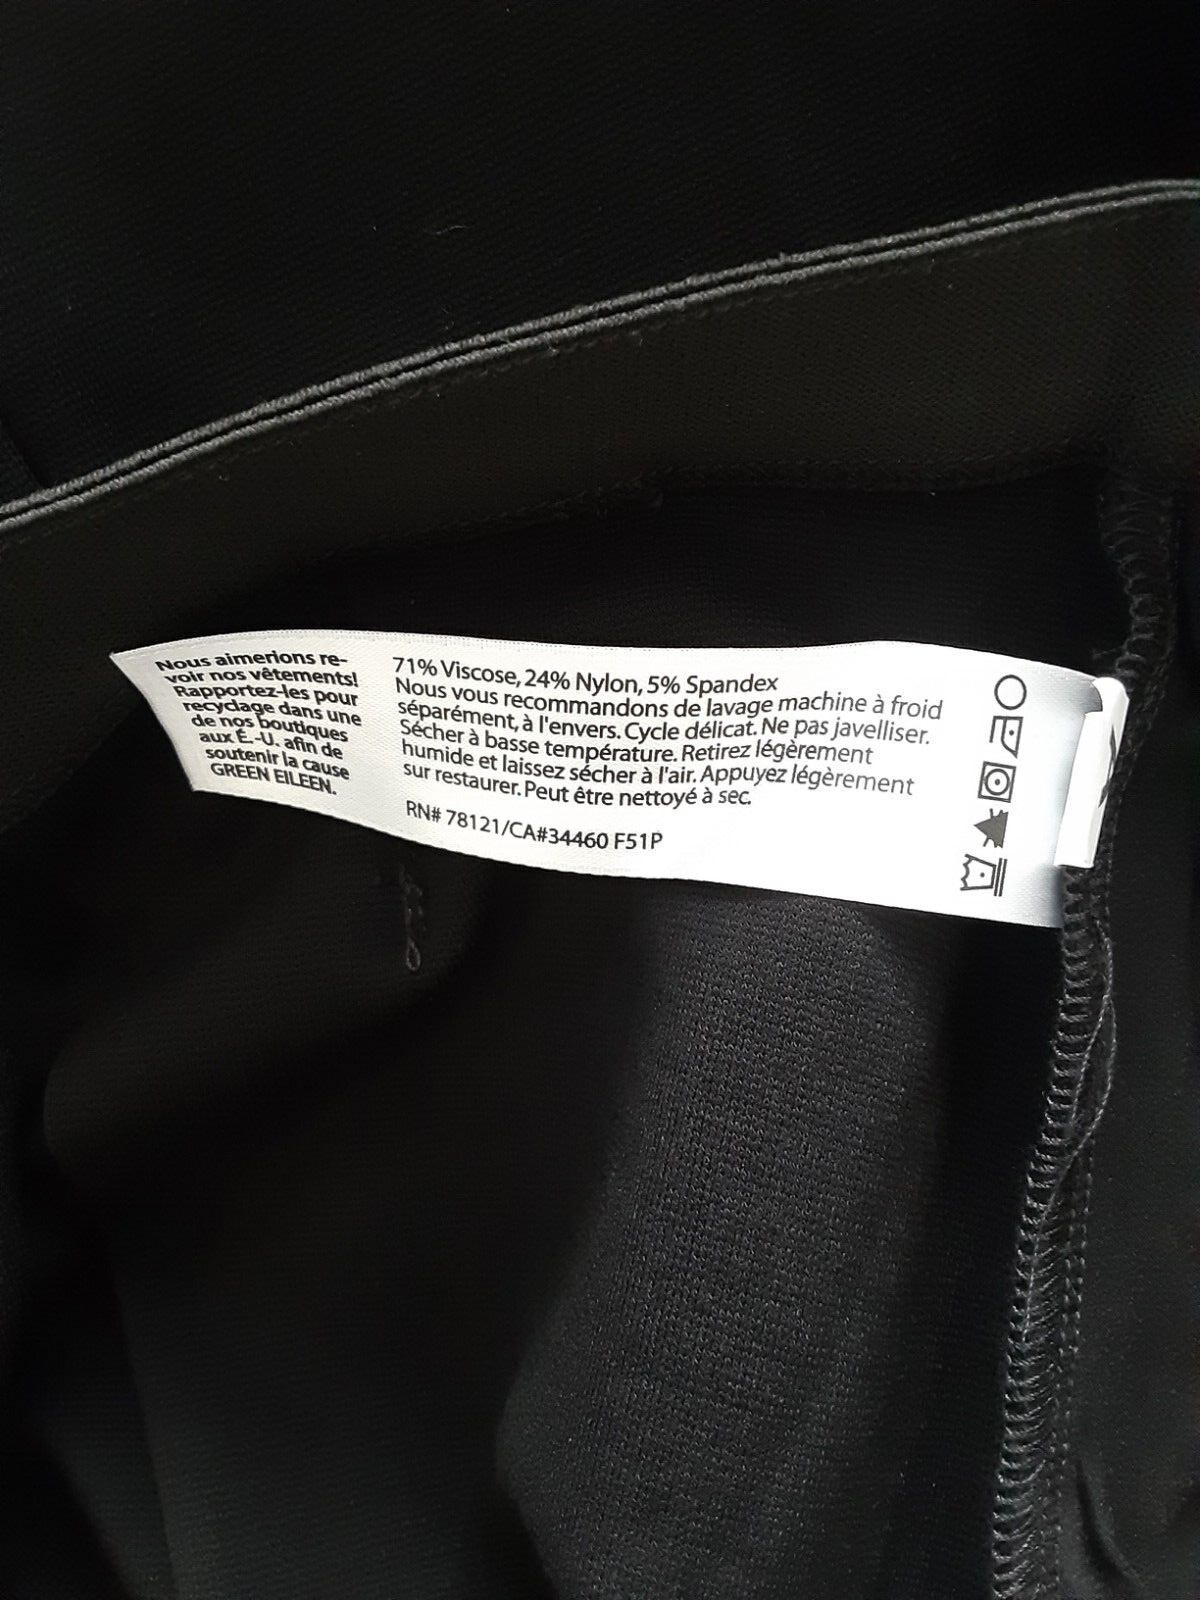 Nous aimerions re-
voir nos vêtements!
Rapportez-les pour
recyclage dans une
de nos boutiques
aux É.-U. afin de
soutenir la cause
GREEN EILEEN.
71% Viscose, 24% Nylon, 5% Spandex
Nous vous recommandons de lavage machine à froid
séparément, à l'envers. Cycle délicat. Ne pas javelliser.
Sécher à basse température. Retirez légèrement
humide et laissez sécher à l'air. Appuyez légèrement
sur restaurer. Peut être nettoyé à sec.
RN# 78121/CA#34460 F51P